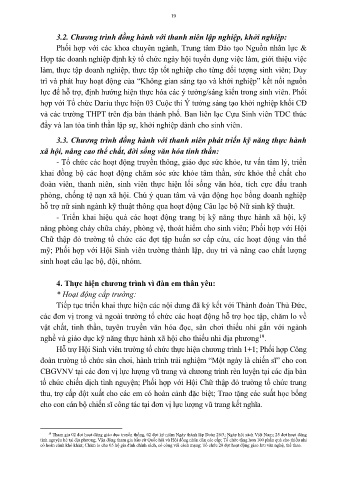 19
3.2. Chương trình đồng hành với thanh niên lập nghiệp, khởi nghiệp:
Phối hợp với các khoa chuyên ngành, Trung tâm Đào tạo Nguồn nhân lực &
Hợp tác doanh nghiệp định kỳ tổ chức ngày hội tuyển dụng việc làm, giới thiệu việc
làm, thực tập doanh nghiệp, thực tập tốt nghiệp cho từng đối tượng sinh viên; Duy
trì và phát huy hoạt động của "Không gian sáng tạo và khởi nghiệp" kết nối nguồn
lực để hỗ trợ, định hướng hiện thực hóa các ý tưởng/sáng kiến trong sinh viên. Phối
hợp với Tổ chức Dariu thực hiện 03 Cuộc thi Ý tưởng sáng tạo khởi nghiệp khối CĐ
và các trường THPT trên địa bàn thành phố. Ban liên lạc Cựu Sinh viên TDC thúc
đẩy và lan tỏa tinh thần lập sự, khởi nghiệp dành cho sinh viên.
3.3. Chương trình đồng hành với thanh niên phát triển kỹ năng thực hành
xã hội, nâng cao thể chất, đời sống văn hóa tinh thần:
- Tổ chức các hoạt động truyền thông, giáo dục sức khỏe, tư vấn tâm lý, triển
khai đồng bộ các hoạt động chăm sóc sức khỏe tâm thần, sức khỏe thể chất cho
đoàn viên, thanh niên, sinh viên thực hiện lối sống văn hóa, tích cực đấu tranh
phòng, chống tệ nạn xã hội. Chú ý quan tâm và vận động học bổng doanh nghiệp
hỗ trợ nữ sinh ngành kỹ thuật thông qua hoạt động Câu lạc bộ Nữ sinh kỹ thuật.
- Triển khai hiệu quả các hoạt động trang bị kỹ năng thực hành xã hội, kỹ
năng phòng cháy chữa cháy, phòng vệ, thoát hiểm cho sinh viên; Phối hợp với Hội
Chữ thập đỏ trường tổ chức các đợt tập huấn sơ cấp cứu, các hoạt động văn thể
mỹ; Phối hợp với Hội Sinh viên trường thành lập, duy trì và nâng cao chất lượng
sinh hoạt câu lạc bộ, đội, nhóm.
4. Thực hiện chương trình vì đàn em thân yêu:
* Hoạt động cấp trường:
Tiếp tục triển khai thực hiện các nội dung đã ký kết với Thành đoàn Thủ Đức,
các đơn vị trong và ngoài trường tổ chức các hoạt động hỗ trợ học tập, chăm lo về
vật chất, tinh thần, tuyên truyền văn hóa đọc, sân chơi thiếu nhi gắn với ngành
nghề và giáo dục kỹ năng thực hành xã hội cho thiếu nhi địa phương18.
Hỗ trợ Hội Sinh viên trường tổ chức thực hiện chương trình 1+1; Phối hợp Công
đoàn trường tổ chức sân chơi, hành trình trải nghiệm "Một ngày là chiến sĩ" cho con
CBGVNV tại các đơn vị lực lượng vũ trang và chương trình rèn luyện tại các địa bàn
tổ chức chiến dịch tình nguyện; Phối hợp với Hội Chữ thập đỏ trường tổ chức trung
thu, trợ cấp đột xuất cho các em có hoàn cảnh đặc biệt; Trao tặng các suất học bổng
cho con cán bộ chiến sĩ công tác tại đơn vị lực lượng vũ trang kết nghĩa.